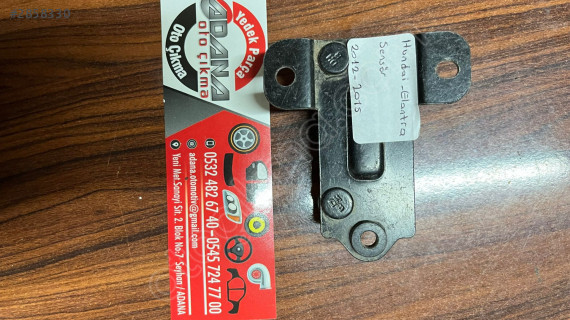 Yedek Parça
ADANA
oto çıkma
Oto Çıkma
0532 482 67 40-0545 724 77 00
adana.otomotiv@gmail.com
Yeni Met.Sanayi Sit. 2. Blok No:7 Seyhan / ADANA
Hundai-Elantra
Sensör
2012-2015